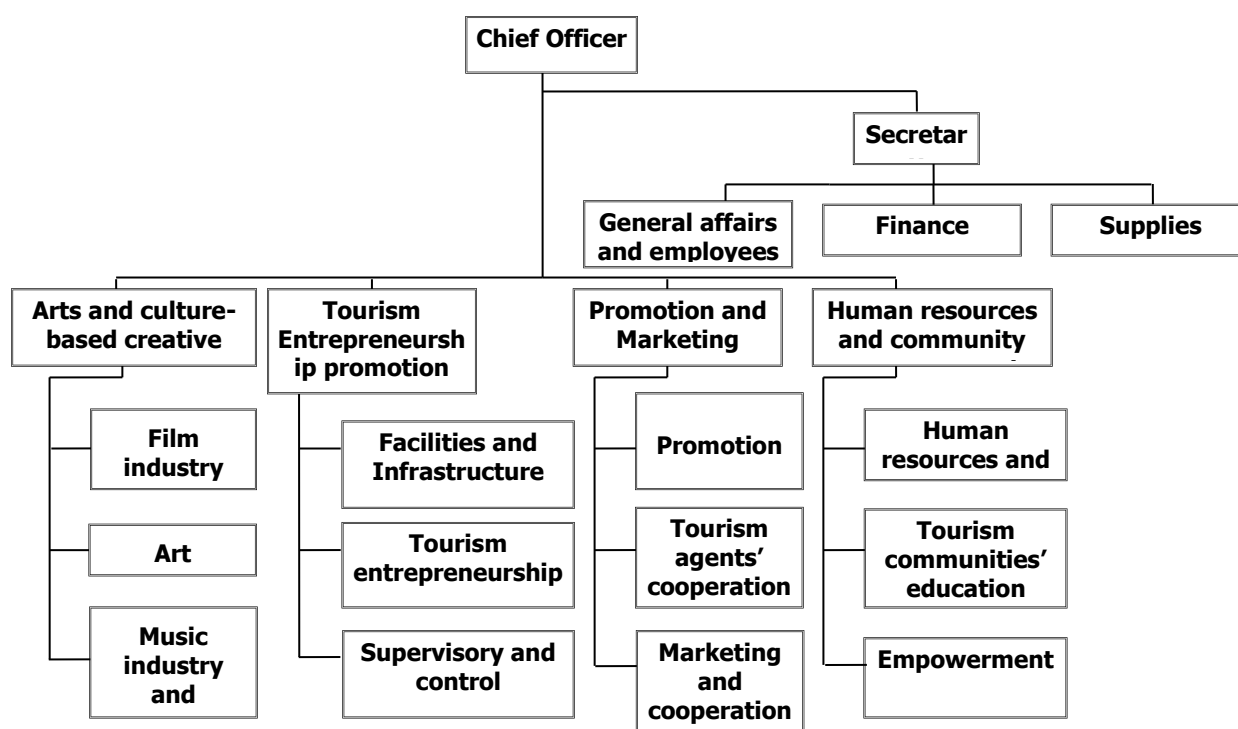 Chief Officer
Secretar
General affairs
and employees
Finance
Supplies
Arts and culture-
based creative
Tourism
Entrepreneursh
ip promotion
Promotion and
Marketing
Human resources
and community
Film
industry
Art
Music
industry and
Facilities and
Infrastructure
Tourism
entrepreneurship
Supervisory and
control
Promotion
Tourism
agents’
cooperation
Marketing
and
cooperation
Human
resources and
Tourism
communities’
education
Empowerment